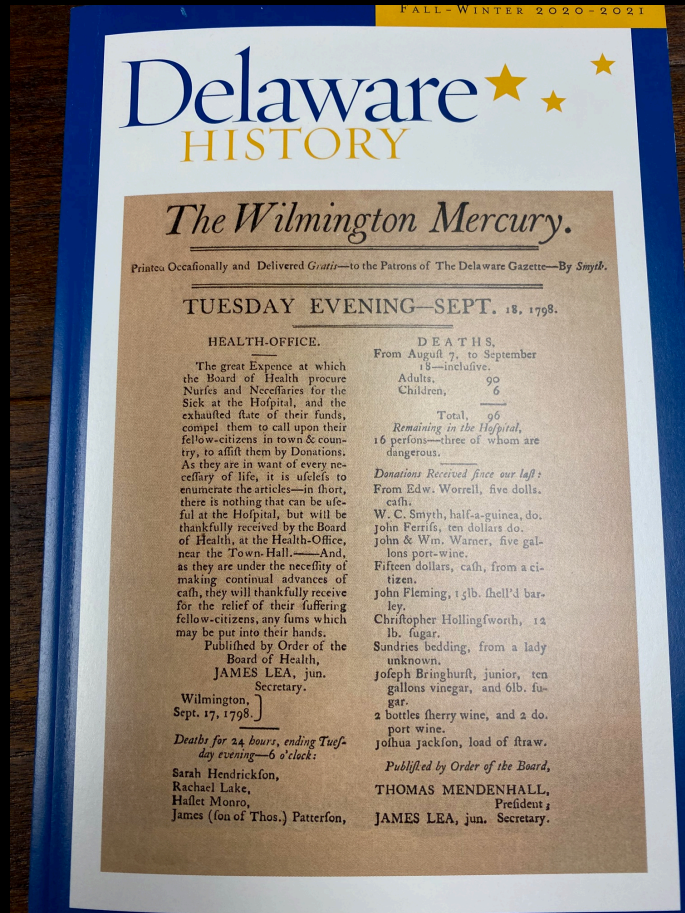 FALL-WINTER 2020-2021
Delaware
HISTORY
The Wilmington Mercury.
Printed Occaſionally and Delivered Gratis—to the Patrons of The Delaware Gazette—By Smyth.
TUESDAY EVENING—SEPT. 18, 1798.
HEALTH-OFFICE.
The great Expence at which
the Board of Health procure
Nurſes and Neceſſaries for the
Sick at the Hoſpital, and the
exhauſted ſtate of their funds,
compel them to call upon their
fellow-citizens in town & coun-
try, to aſſiſt them by Donations.
As they are in want of every ne-
ceſſary of life, it is uſeleſs to
enumerate the articles—in ſhort,
there is nothing that can be uſe-
ful at the Hoſpital, but will be
thankfully received by the Board
of Health, at the Health-Office,
near the Town-Hall.——And,
as they are under the neceſſity of
making continual advances of
caſh, they will thankfully receive
for the relief of their ſuffering
fellow-citizens, any ſums which
may be put into their hands.
Publiſhed by Order of the
Board of Health,
JAMES LEA, jun.
Secretary.
Wilmington, }
Sept. 17, 1798. }
Deaths for 24 hours, ending Tueſ-
day evening—6 o'clock:
Sarah Hendrickſon,
Rachael Lake,
Haſlet Monro,
James (ſon of Thos.) Patterſon,
DEATHS,
From Auguſt 7, to September
18—incluſive.
Adults, 90
Children, 6
Total, 96
Remaining in the Hoſpital,
16 perſons—three of whom are
dangerous.
Donations Received ſince our laſt:
From Edw. Worrell, five dolls.
caſh.
W. C. Smyth, half-a-guinea, do.
John Ferriſs, ten dollars do.
John & Wm. Warner, five gal-
lons port-wine.
Fifteen dollars, caſh, from a ci-
tizen.
John Fleming, 15lb. ſhell'd bar-
ley.
Chriſtopher Hollingſworth, 12
lb. ſugar.
Sundries bedding, from a lady
unknown.
Joſeph Bringhurſt, junior, ten
gallons vinegar, and 6lb. ſu-
gar.
2 bottles ſherry wine, and 2 do.
port wine.
Joſhua Jackſon, load of ſtraw.
Publiſhed by Order of the Board,
THOMAS MENDENHALL,
Preſident;
JAMES LEA, jun. Secretary.